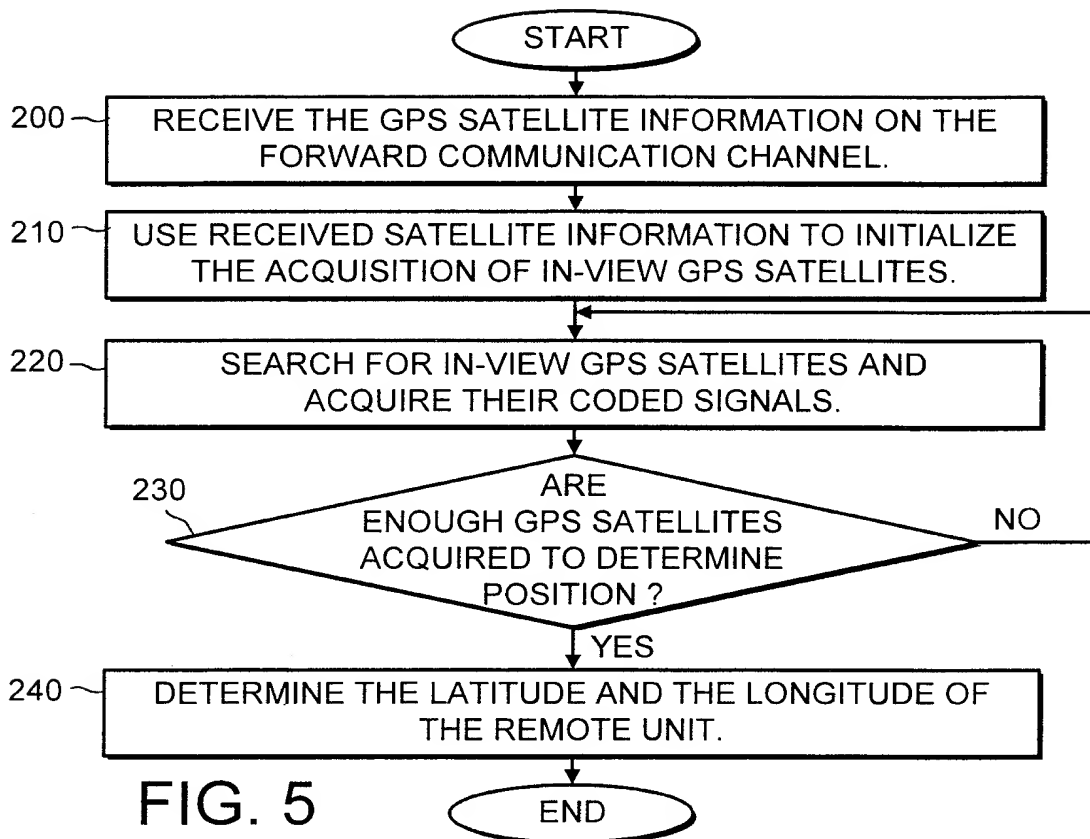 START
200
RECEIVE THE GPS SATELLITE INFORMATION ON THE
FORWARD COMMUNICATION CHANNEL.
210
USE RECEIVED SATELLITE INFORMATION TO INITIALIZE
THE ACQUISITION OF IN-VIEW GPS SATELLITES.
220
SEARCH FOR IN-VIEW GPS SATELLITES AND
ACQUIRE THEIR CODED SIGNALS.
230
ARE
ENOUGH GPS SATELLITES
ACQUIRED TO DETERMINE
POSITION ?
NO
YES
240
DETERMINE THE LATITUDE AND THE LONGITUDE OF
THE REMOTE UNIT.
FIG. 5
END